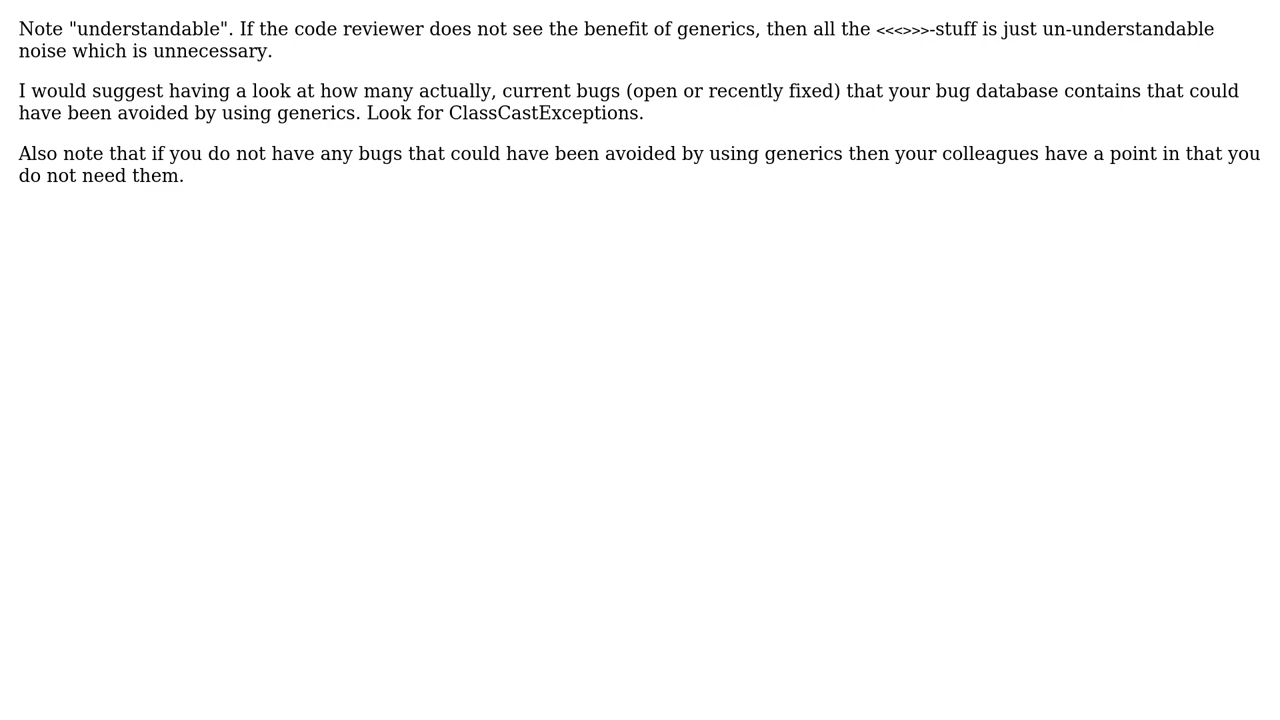 Note "understandable". If the code reviewer does not see the benefit of generics, then all the <<<>>>-stuff is just un-understandable
noise which is unnecessary.
I would suggest having a look at how many actually, current bugs (open or recently fixed) that your bug database contains that could
have been avoided by using generics. Look for ClassCastExceptions.
Also note that if you do not have any bugs that could have been avoided by using generics then your colleagues have a point in that you
do not need them.